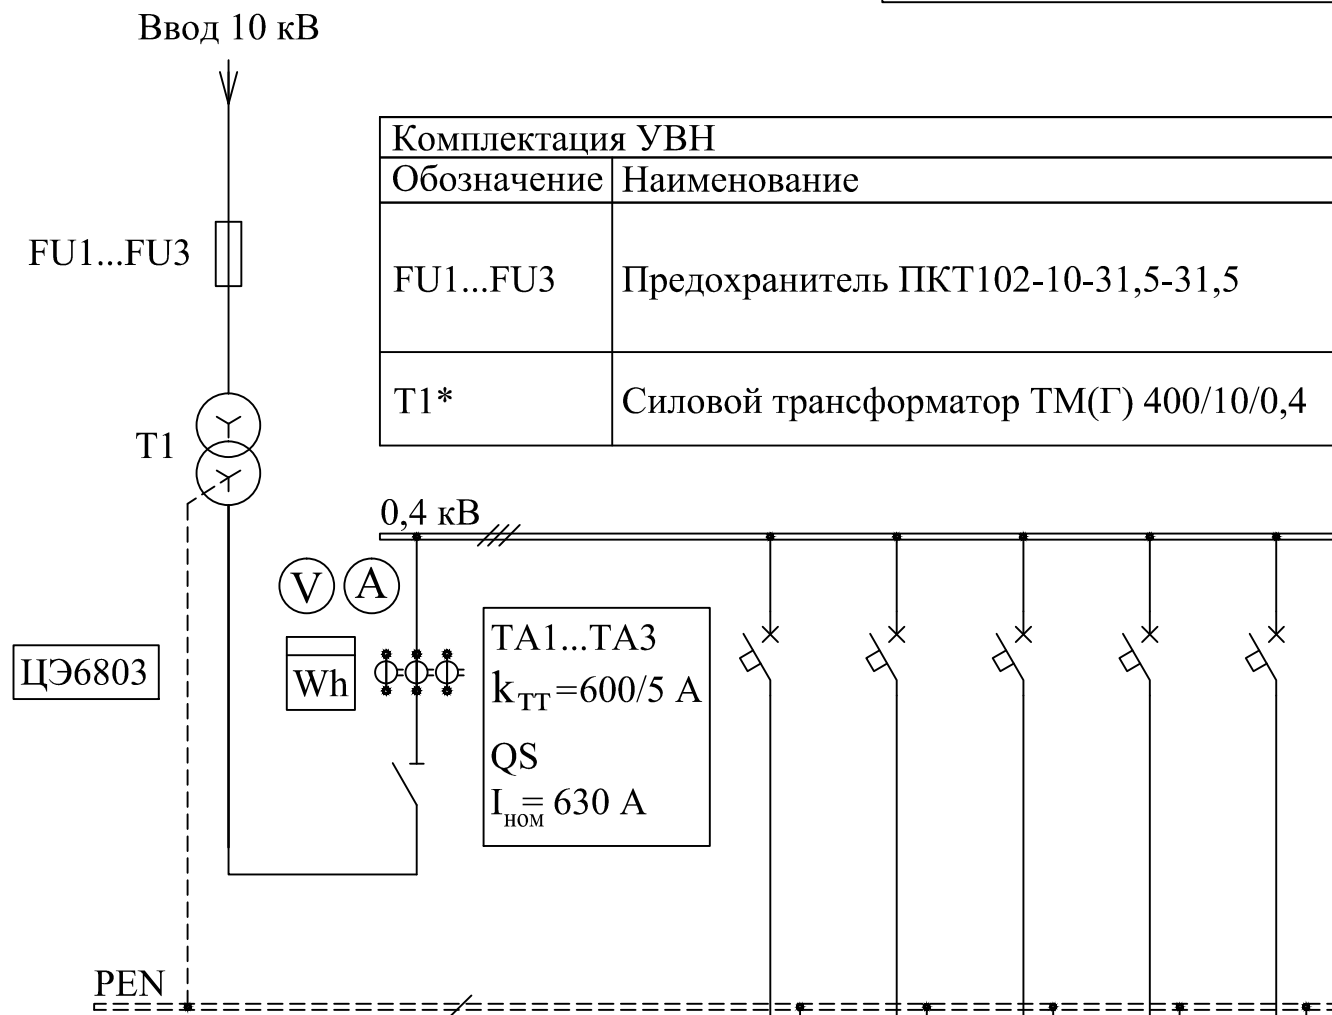 Ввод 10 кВ
Комплектация УВН
Обозначение Наименование
FU1...FU3
FU1...FU3 Предохранитель ПКТ102-10-31,5-31,5
T1* Силовой трансформатор ТМ(Г) 400/10/0,4
T1
0,4 кВ
V A
TA1...TA3
ЦЭ6803
Wh
kТТ=600/5 А
QS
Iном= 630 А
PEN